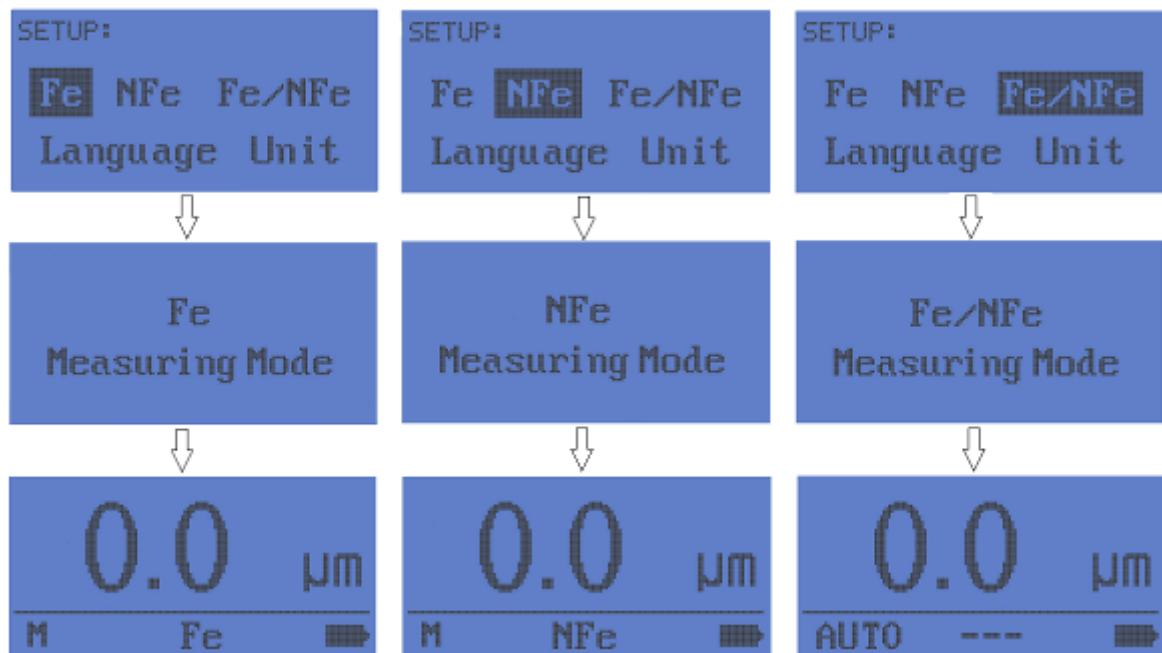 SETUP:
Fe NFe Fe/NFe
Language Unit
Fe
Measuring Mode
0.0 µm
M Fe
SETUP:
Fe NFe Fe/NFe
Language Unit
NFe
Measuring Mode
0.0 µm
M NFe
SETUP:
Fe NFe Fe/NFe
Language Unit
Fe/NFe
Measuring Mode
0.0 µm
AUTO ---